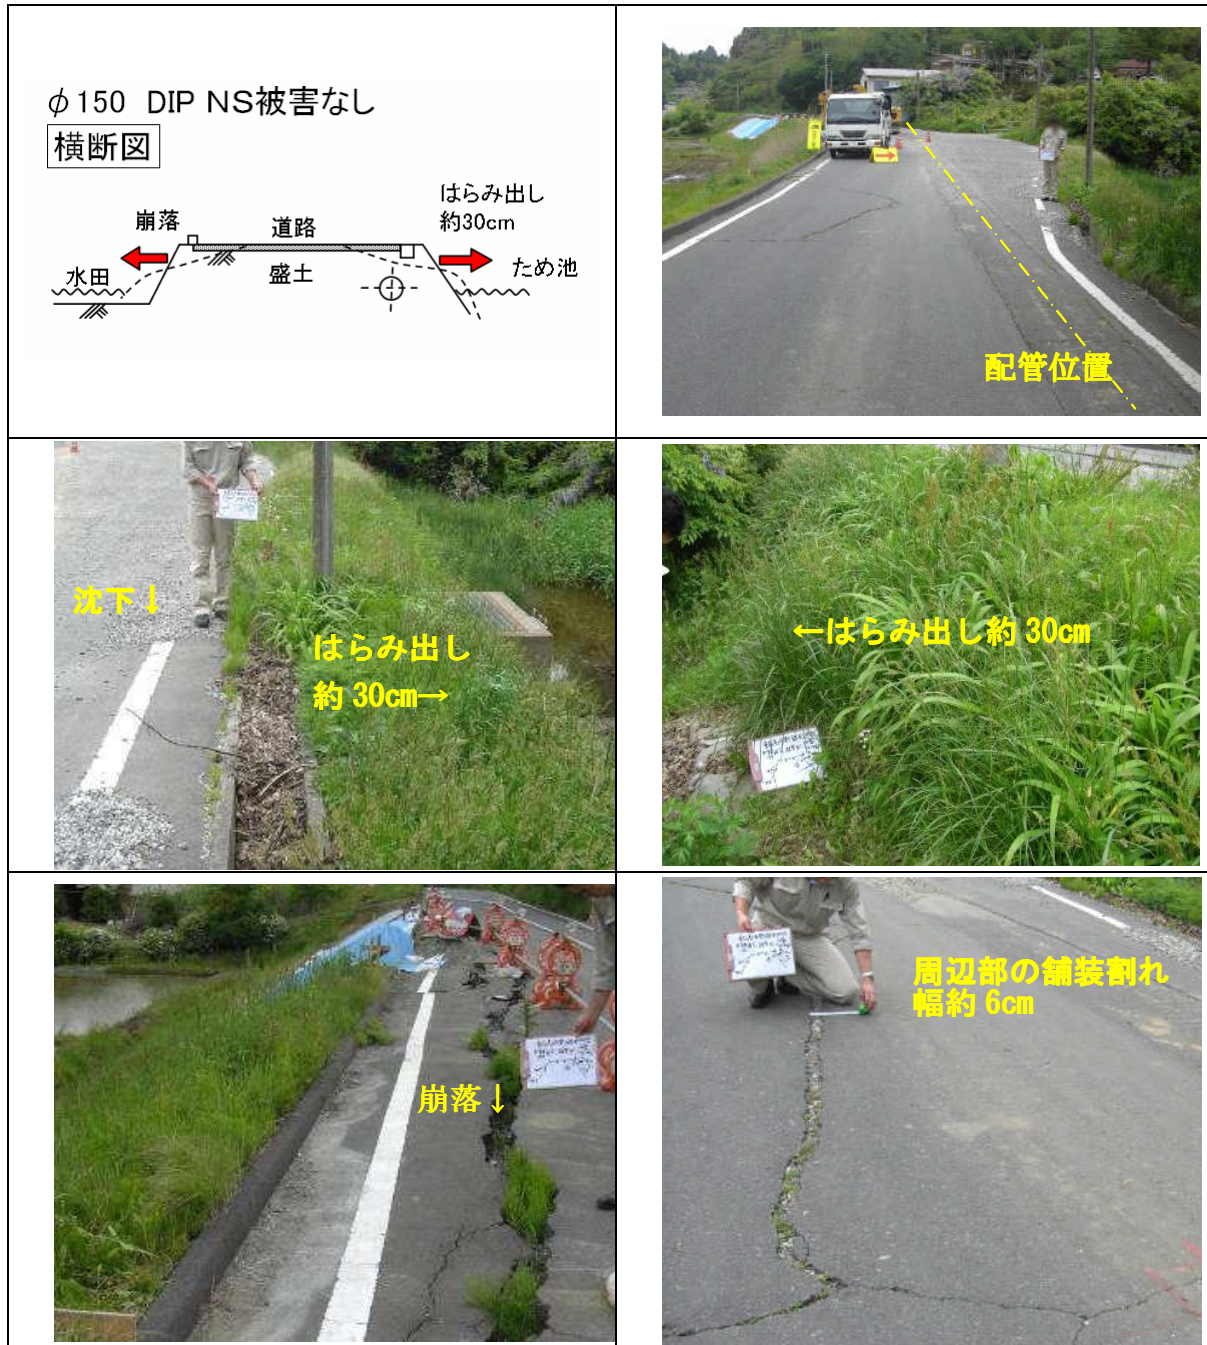 φ150 DIP NS被害なし
横断図
はらみ出し
約30cm
崩落
道路
水田
盛土
ため池
配管位置
沈下↓
はらみ出し
約30cm→
←はらみ出し約30cm
崩落↓
周辺部の舗装割れ
幅約6cm